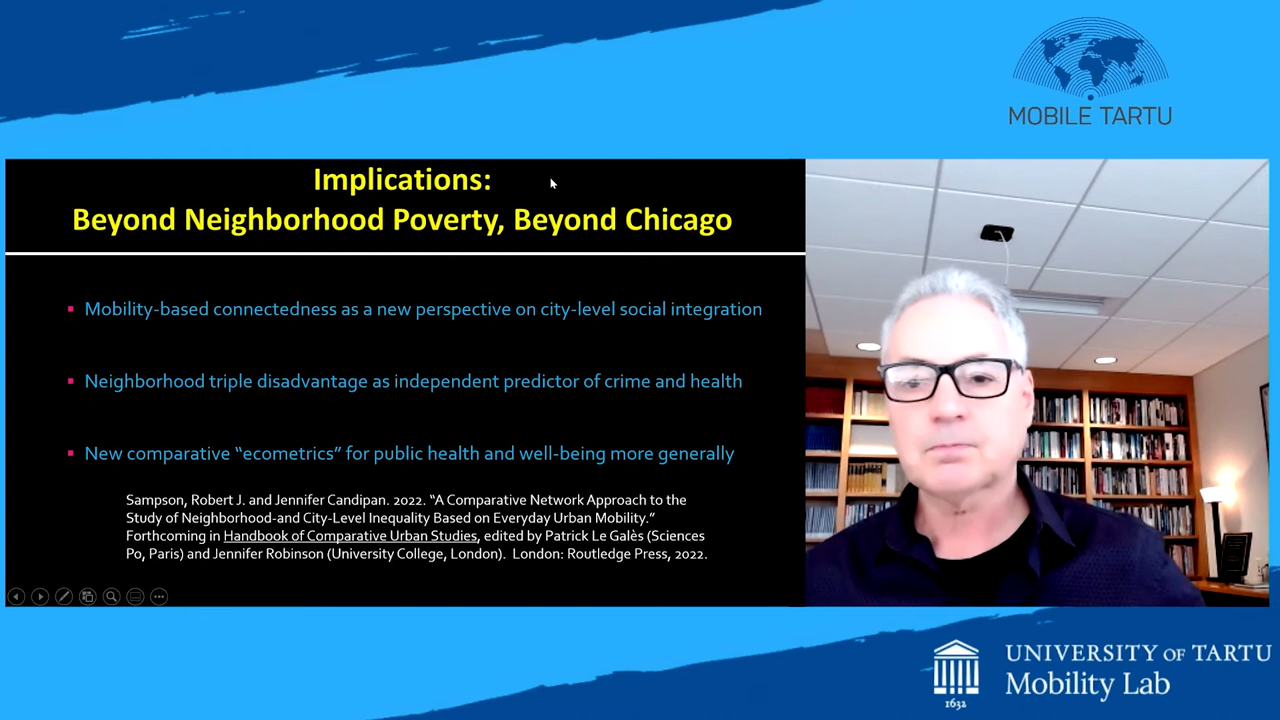 MOBILE TARTU
Implications:
Beyond Neighborhood Poverty, Beyond Chicago
▪ Mobility-based connectedness as a new perspective on city-level social integration
▪ Neighborhood triple disadvantage as independent predictor of crime and health
▪ New comparative “ecometrics” for public health and well-being more generally
Sampson, Robert J. and Jennifer Candipan. 2022. “A Comparative Network Approach to the
Study of Neighborhood-and City-Level Inequality Based on Everyday Urban Mobility.”
Forthcoming in Handbook of Comparative Urban Studies, edited by Patrick Le Galès (Sciences
Po, Paris) and Jennifer Robinson (University College, London). London: Routledge Press, 2022.
1632
UNIVERSITY OF TARTU
Mobility Lab